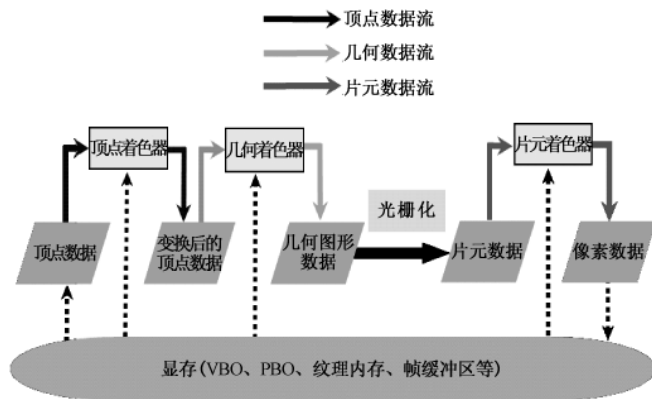 顶点数据流
几何数据流
片元数据流
顶点着色器
几何着色器
片元着色器
光栅化
顶点数据
变换后的
顶点数据
几何图形
数据
片元数据
像素数据
显存(VBO、PBO、纹理内存、帧缓冲区等)